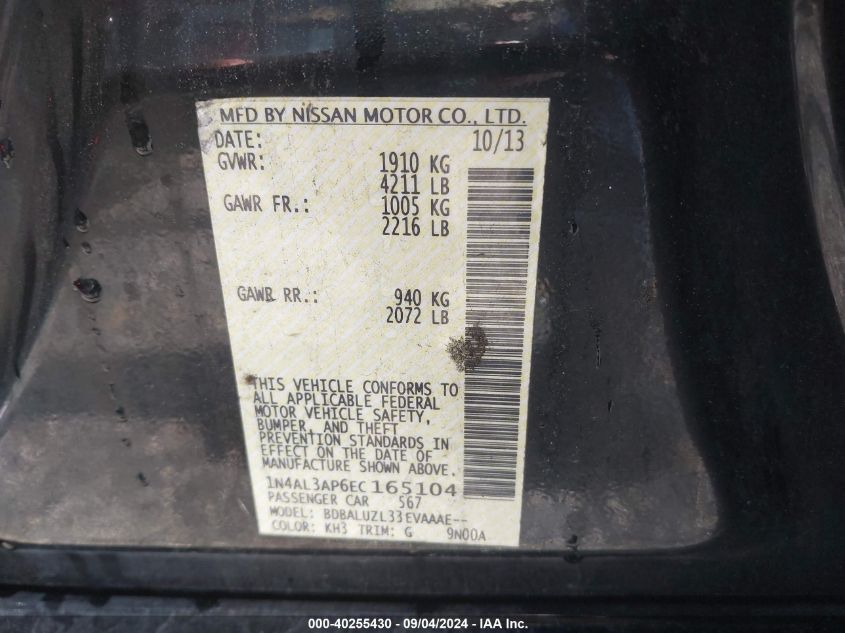 MFD BY NISSAN MOTOR CO., LTD.
DATE: 10/13
GVWR: 1910 KG
4211 LB
GAWR FR.: 1005 KG
2216 LB
GAWR RR.: 940 KG
2072 LB
THIS VEHICLE CONFORMS TO
ALL APPLICABLE FEDERAL
MOTOR VEHICLE SAFETY,
BUMPER, AND THEFT
PREVENTION STANDARDS IN
EFFECT ON THE DATE OF
MANUFACTURE SHOWN ABOVE.
1N4AL3AP6EC165104
PASSENGER CAR 567
MODEL: BDBALUZL33EVAAAE--
COLOR: KH3 TRIM: G 9N00A
000-40255430 - 09/04/2024 - IAA Inc.